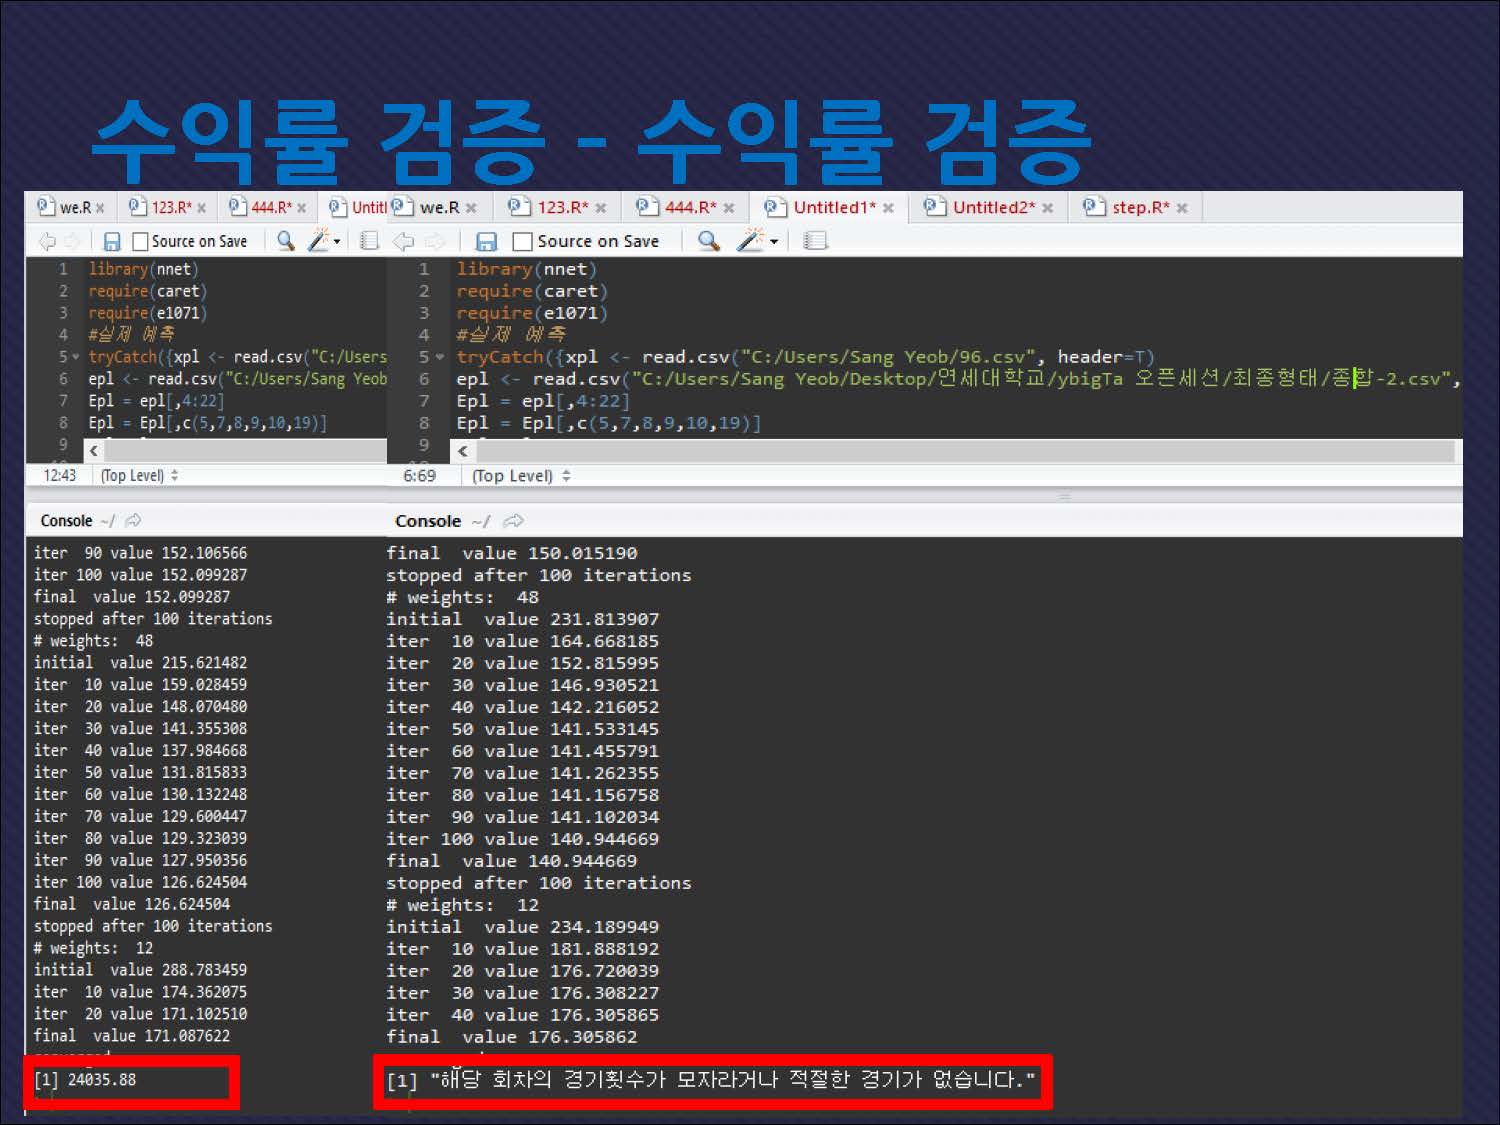 수익률 검증 - 수익률 검증
we.R
123.R*
444.R*
Untitl
Source on Save
1 library(nnet)
2 require(caret)
3 require(e1071)
4 #실제 예측
5 tryCatch({xpl <- read.csv("C:/Users
6 epl <- read.csv("C:/Users/Sang Yeob
7 Epl = epl[,4:22]
8 Epl = Epl[,c(5,7,8,9,10,19)]
9
12:43 (Top Level)
Console ~/
iter 90 value 152.106566
iter 100 value 152.099287
final value 152.099287
stopped after 100 iterations
# weights: 48
initial value 215.621482
iter 10 value 159.028459
iter 20 value 148.070480
iter 30 value 141.355308
iter 40 value 137.984668
iter 50 value 131.815833
iter 60 value 130.132248
iter 70 value 129.600447
iter 80 value 129.323039
iter 90 value 127.950356
iter 100 value 126.624504
final value 126.624504
stopped after 100 iterations
# weights: 12
initial value 288.783459
iter 10 value 174.362075
iter 20 value 171.102510
final value 171.087622
[1] 24035.88
we.R
123.R*
444.R*
Untitled1*
Untitled2*
step.R*
Source on Save
1 library(nnet)
2 require(caret)
3 require(e1071)
4 #실제 예측
5 tryCatch({xpl <- read.csv("C:/Users/Sang Yeob/96.csv", header=T)
6 epl <- read.csv("C:/Users/Sang Yeob/Desktop/연세대학교/ybigTa 오픈세션/최종형태/종합-2.csv",
7 Epl = epl[,4:22]
8 Epl = Epl[,c(5,7,8,9,10,19)]
9
6:69 (Top Level)
Console ~/
final value 150.015190
stopped after 100 iterations
# weights: 48
initial value 231.813907
iter 10 value 164.668185
iter 20 value 152.815995
iter 30 value 146.930521
iter 40 value 142.216052
iter 50 value 141.533145
iter 60 value 141.455791
iter 70 value 141.262355
iter 80 value 141.156758
iter 90 value 141.102034
iter 100 value 140.944669
final value 140.944669
stopped after 100 iterations
# weights: 12
initial value 234.189949
iter 10 value 181.888192
iter 20 value 176.720039
iter 30 value 176.308227
iter 40 value 176.305865
final value 176.305862
[1] "해당 회차의 경기횟수가 모자라거나 적절한 경기가 없습니다."